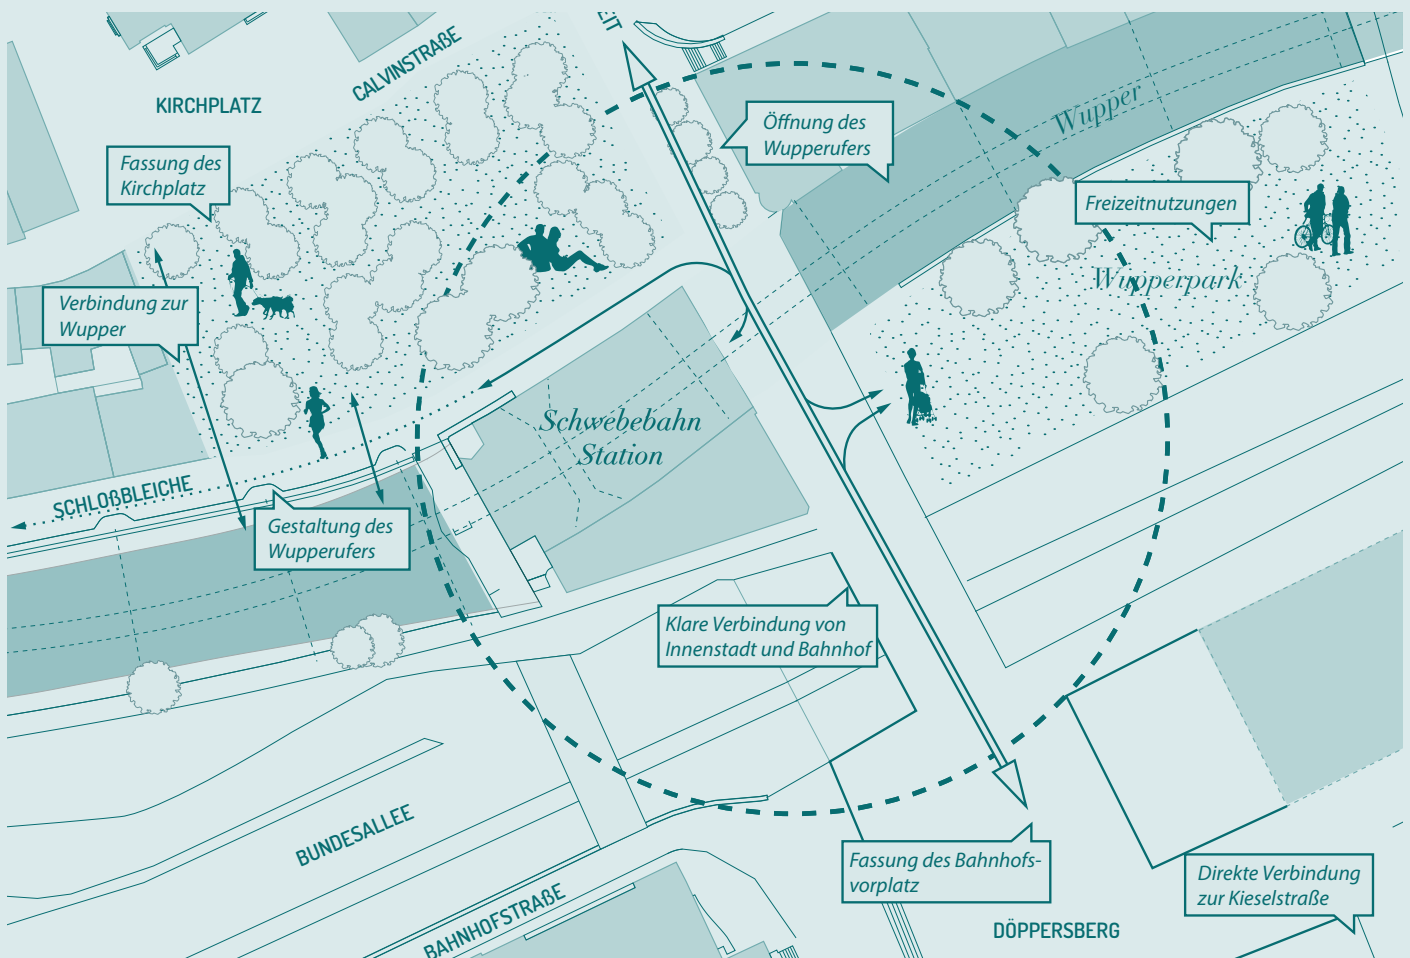 EIT
CALVINSTRAßE
KIRCHPLATZ
Wupper
Öffnung des
Wupperufers
Fassung des
Kirchplatz
Freizeitnutzungen
Wupperpark
Verbindung zur
Wupper
Schwebebahn
Station
SCHLOßBLEICHE
Gestaltung des
Wupperufers
Klare Verbindung von
Innenstadt und Bahnhof
BUNDESALLEE
Fassung des Bahnhofs-
vorplatz
Direkte Verbindung
zur Kieselstraße
BAHNHOFSTRAßE
DÖPPERSBERG